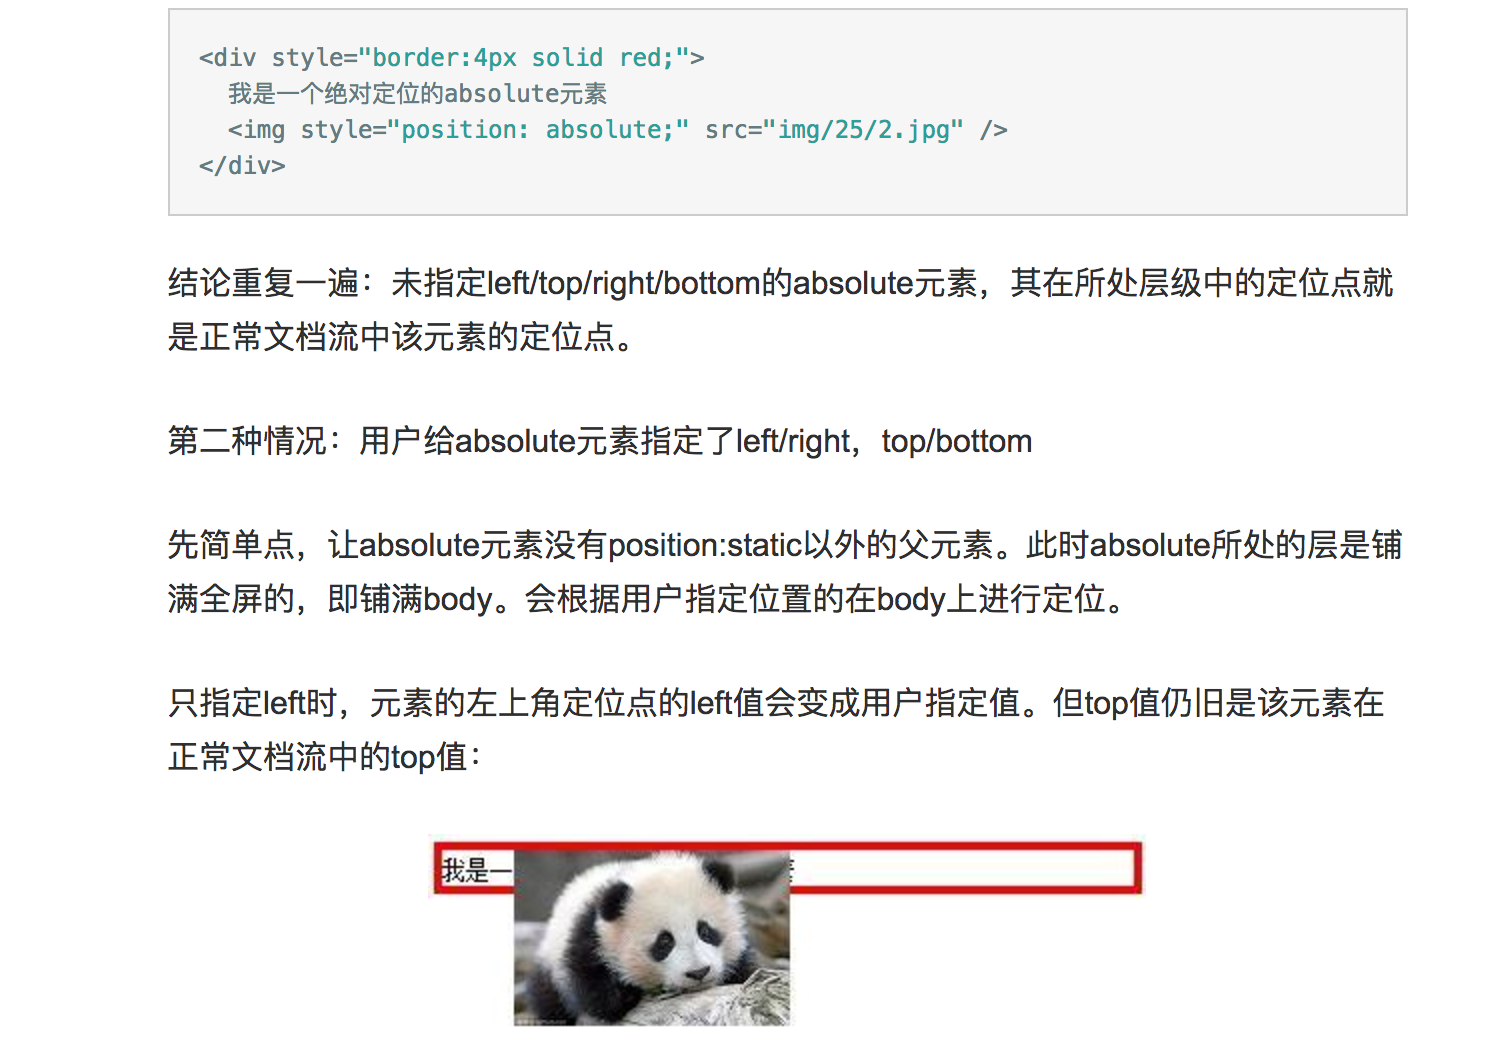 <div style="border:4px solid red;">
我是一个绝对定位的absolute元素
<img style="position: absolute;" src="img/25/2.jpg" />
</div>
结论重复一遍：未指定left/top/right/bottom的absolute元素，其在所处层级中的定位点就
是正常文档流中该元素的定位点。
第二种情况：用户给absolute元素指定了left/right，top/bottom
先简单点，让absolute元素没有position:static以外的父元素。此时absolute所处的层是铺
满全屏的，即铺满body。会根据用户指定位置的在body上进行定位。
只指定left时，元素的左上角定位点的left值会变成用户指定值。但top值仍旧是该元素在
正常文档流中的top值：
我是一